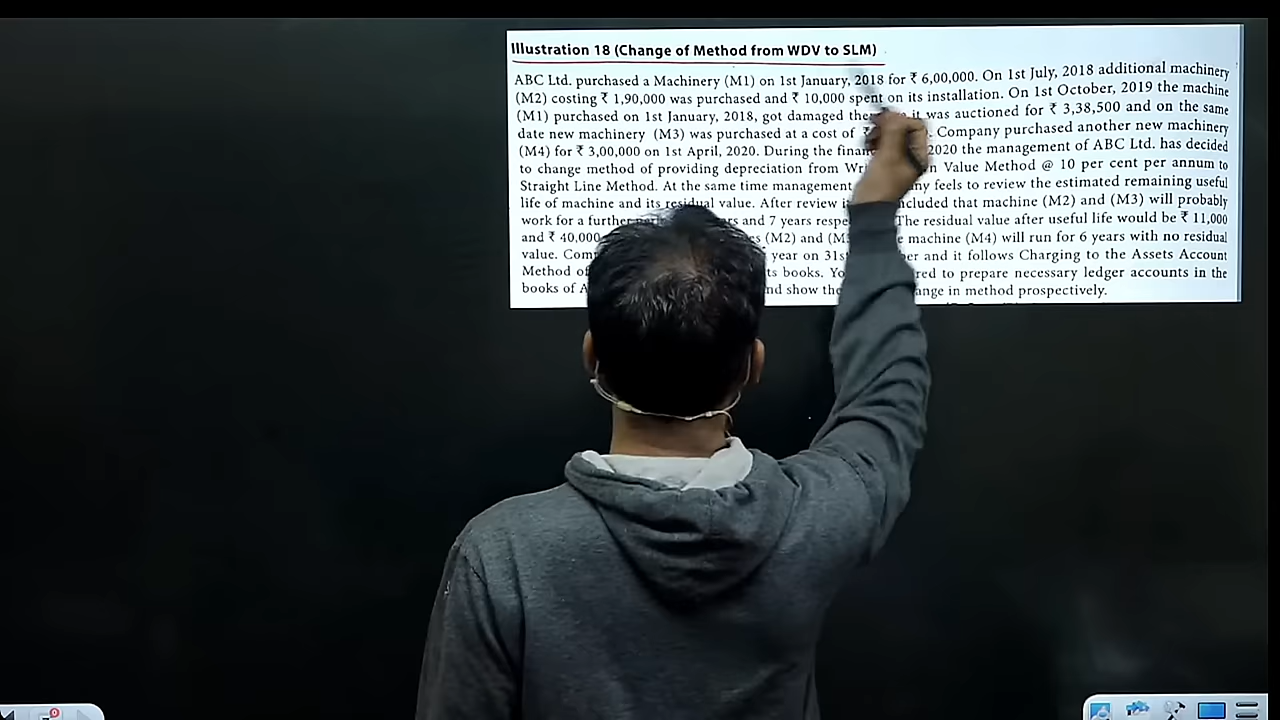 Illustration 18 (Change of Method from WDV to SLM)
ABC Ltd. purchased a Machinery (M1) on 1st January, 2018 for ₹ 6,00,000. On 1st July, 2018 additional machinery
(M2) costing ₹ 1,90,000 was purchased and ₹ 10,000 spent on its installation. On 1st October, 2019 the machine
(M1) purchased on 1st January, 2018, got damaged it was auctioned for ₹ 3,38,500 and on the same
date new machinery (M3) was purchased at a cost of Company purchased another new machinery
(M4) for ₹ 3,00,000 on 1st April, 2020. During the 2020 the management of ABC Ltd. has decided
to change method of providing depreciation from Value Method @ 10 per cent per annum to
Straight Line Method. At the same time management feels to review the estimated remaining useful
life of machine and its residual value. After review that machine (M2) and (M3) will probably
work for a further and 7 years The residual value after useful life would be ₹ 11,000
and ₹ 40,000 (M2) and machine (M4) will run for 6 years with no residual
value. year on and it follows Charging to the Assets Account
Method of books. to prepare necessary ledger accounts in the
books of show in method prospectively.
0